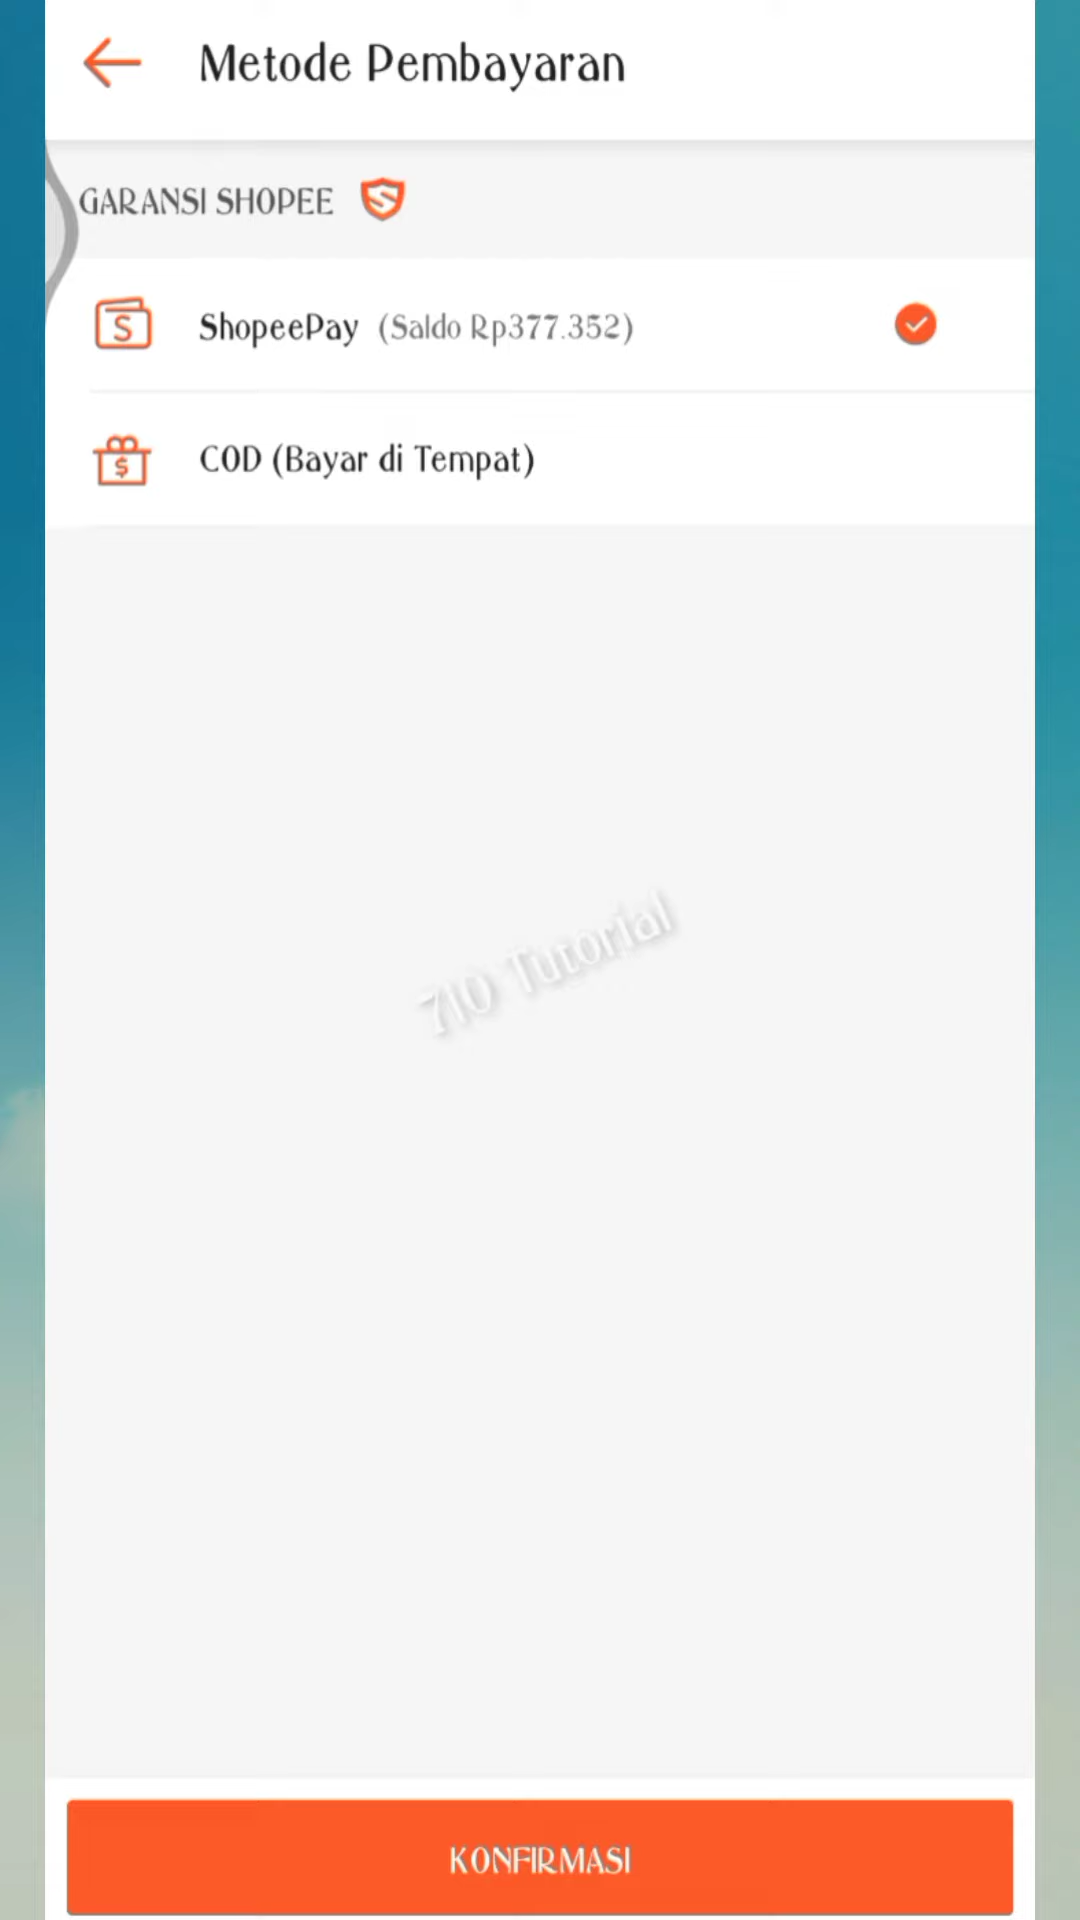 Metode Pembayaran
GARANSI SHOPEE
ShopeePay (Saldo Rp377.352)
COD (Bayar di Tempat)
710 Tutorial
KONFIRMASI